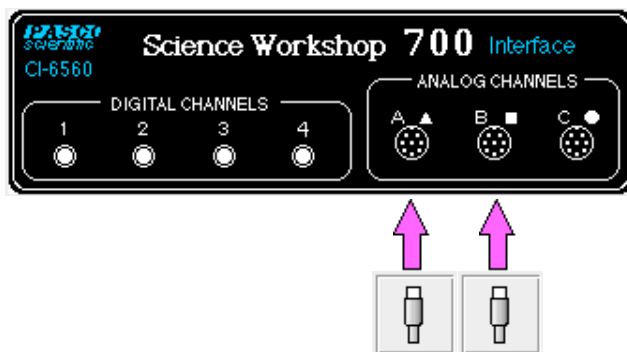 PASCO
scientific
CI-6560
Science Workshop 700 Interface
DIGITAL CHANNELS
1 2 3 4
ANALOG CHANNELS
A B C